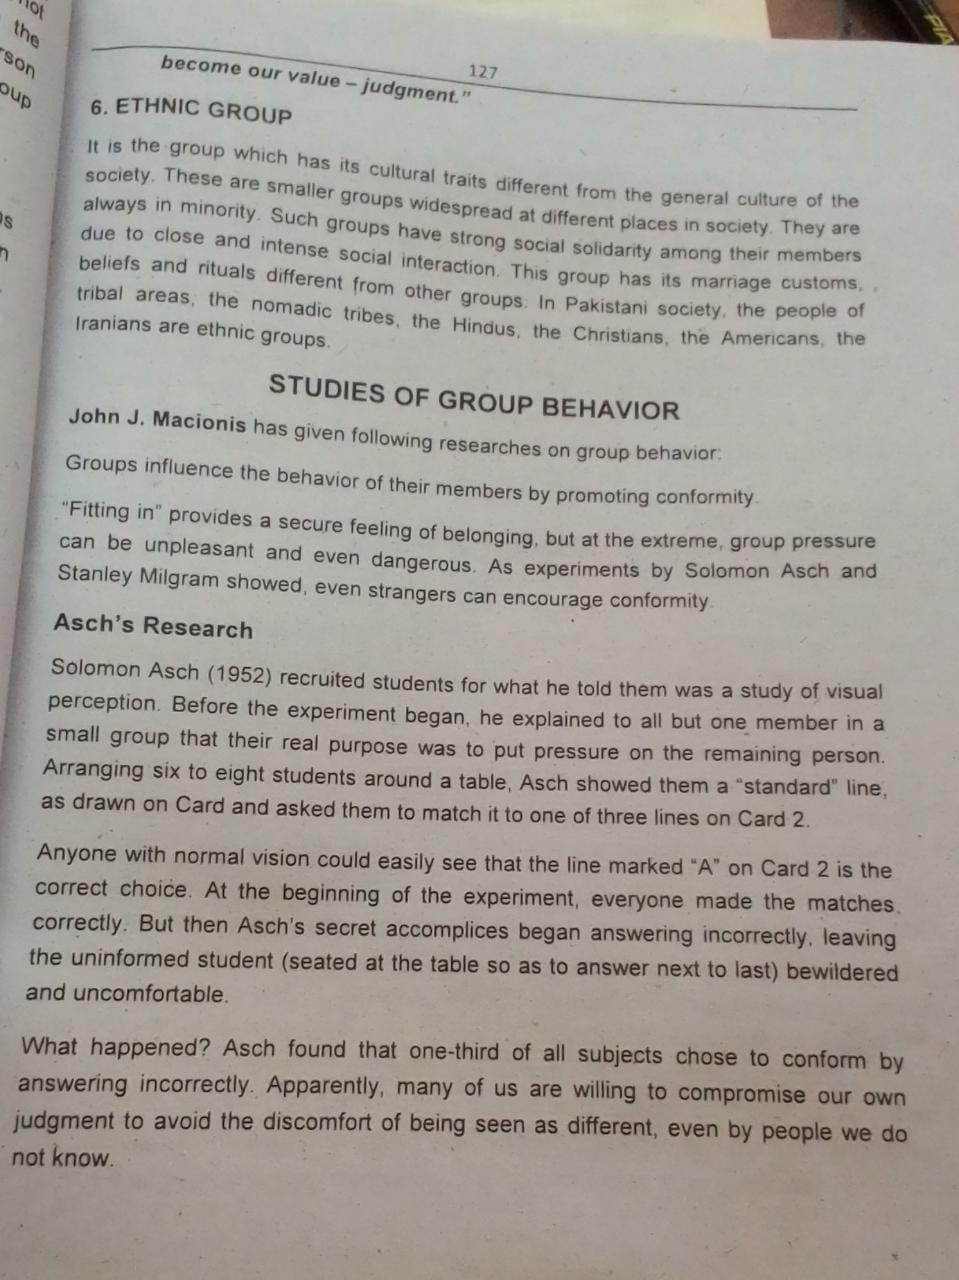 not
the
rson
oup
PIA
127
become our value – judgment."
6. ETHNIC GROUP
It is the group which has its cultural traits different from the general culture of the
society. These are smaller groups widespread at different places in society. They are
always in minority. Such groups have strong social solidarity among their members
due to close and intense social interaction. This group has its marriage customs,
beliefs and rituals different from other groups. In Pakistani society, the people of
tribal areas, the nomadic tribes, the Hindus, the Christians, the Americans, the
Iranians are ethnic groups.
STUDIES OF GROUP BEHAVIOR
John J. Macionis has given following researches on group behavior:
Groups influence the behavior of their members by promoting conformity.
"Fitting in" provides a secure feeling of belonging, but at the extreme, group pressure
can be unpleasant and even dangerous. As experiments by Solomon Asch and
Stanley Milgram showed, even strangers can encourage conformity.
Asch's Research
Solomon Asch (1952) recruited students for what he told them was a study of visual
perception. Before the experiment began, he explained to all but one member in a
small group that their real purpose was to put pressure on the remaining person.
Arranging six to eight students around a table, Asch showed them a "standard" line,
as drawn on Card and asked them to match it to one of three lines on Card 2.
Anyone with normal vision could easily see that the line marked "A" on Card 2 is the
correct choice. At the beginning of the experiment, everyone made the matches
correctly. But then Asch's secret accomplices began answering incorrectly, leaving
the uninformed student (seated at the table so as to answer next to last) bewildered
and uncomfortable.
What happened? Asch found that one-third of all subjects chose to conform by
answering incorrectly. Apparently, many of us are willing to compromise our own
judgment to avoid the discomfort of being seen as different, even by people we do
not know.